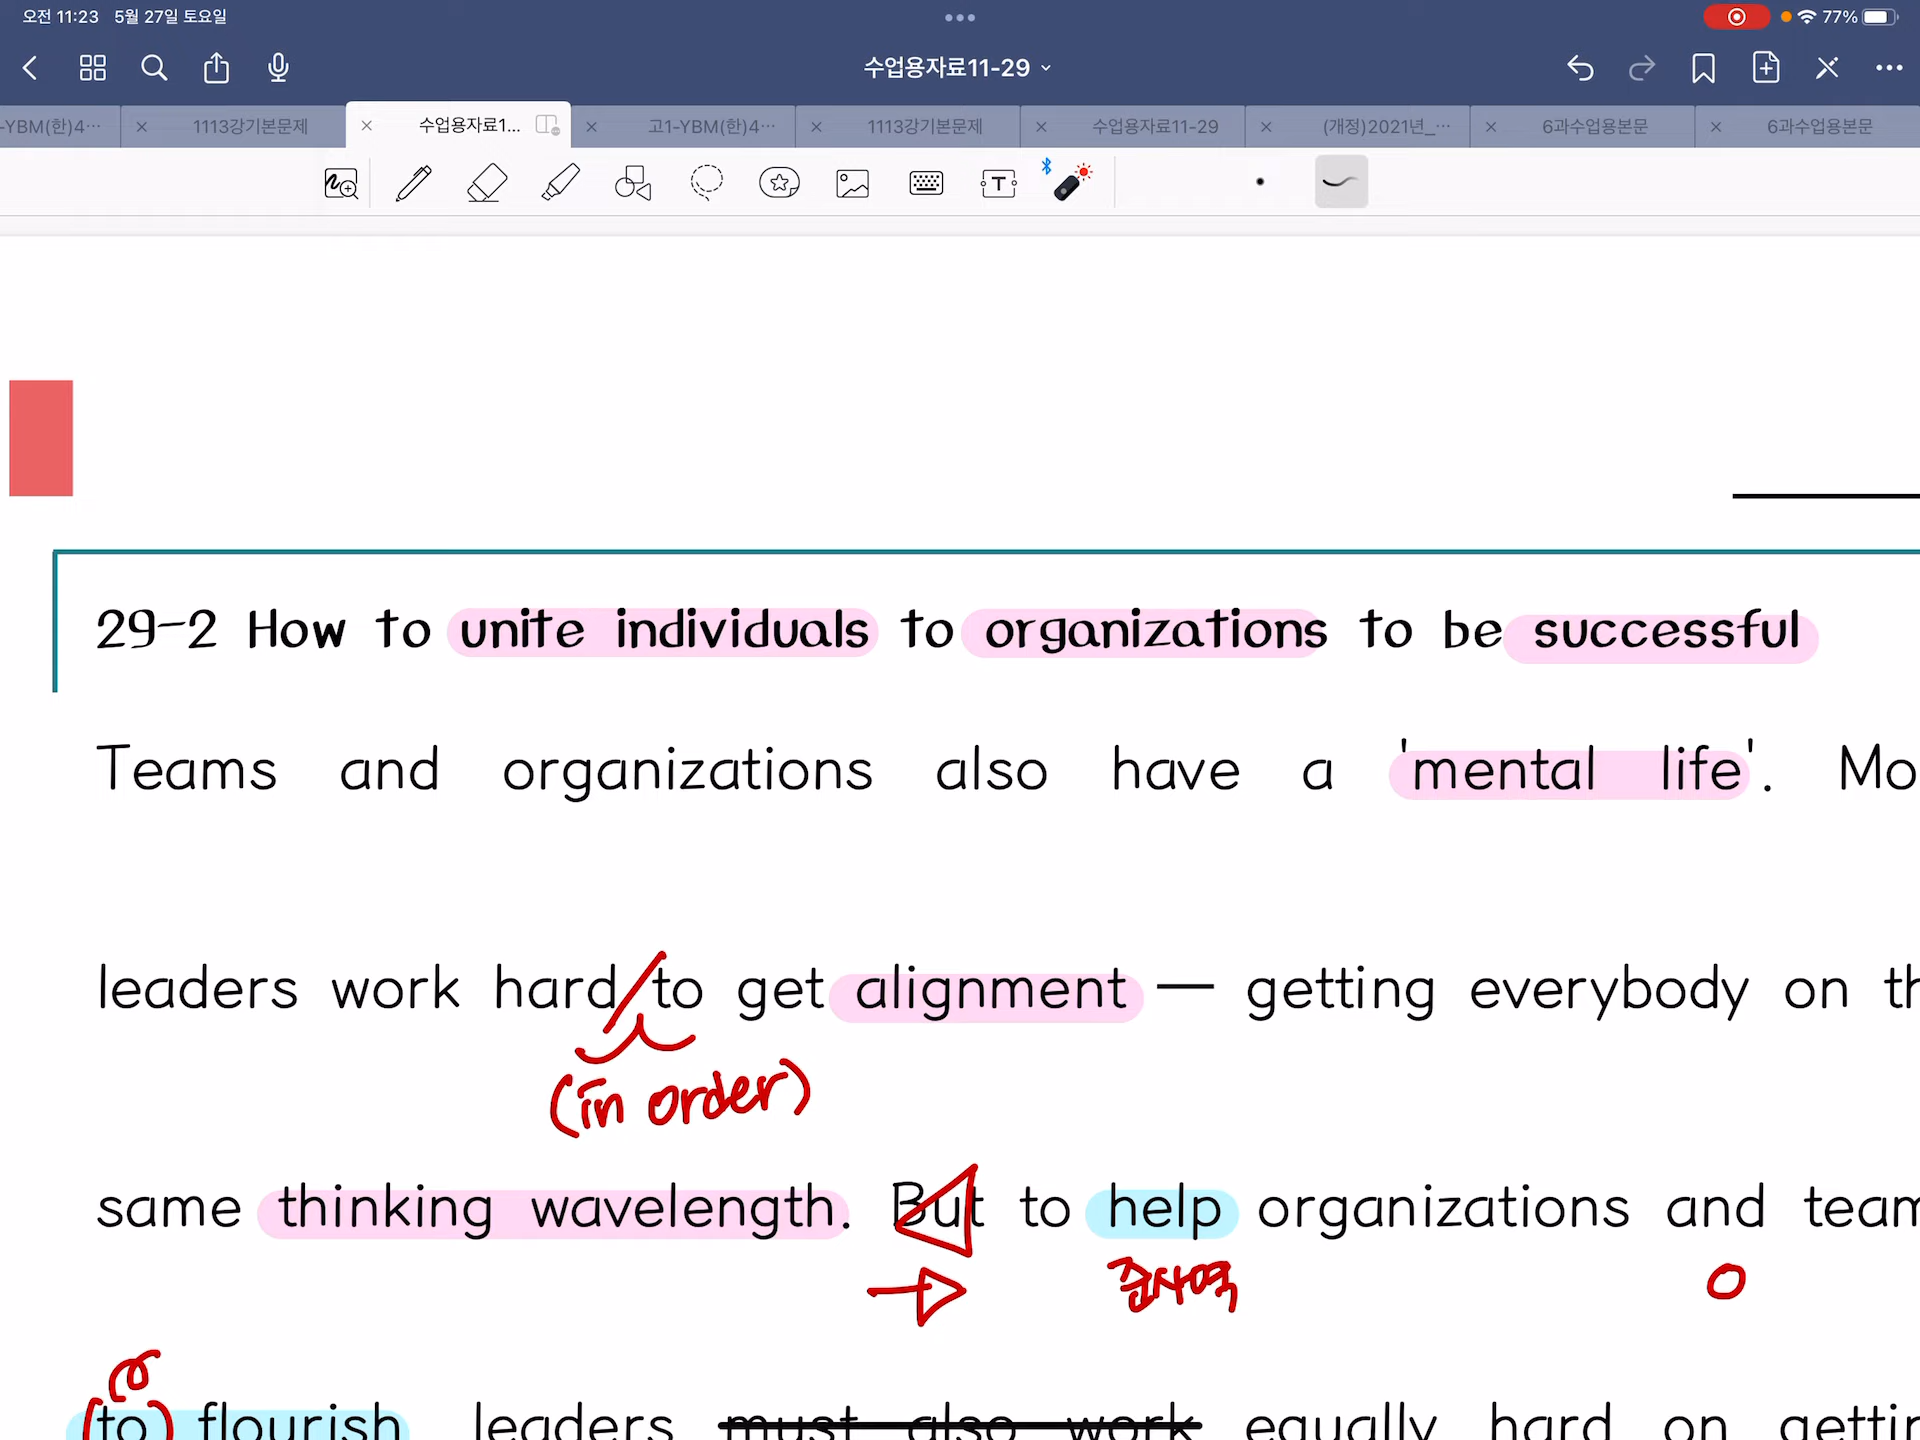 오전 11:23 5월 27일 토요일
77%
수업용자료11-29
-YBM(한)4… 1113강기본문제 수업용자료1... 고1-YBM(한)4… 1113강기본문제 수업용자료11-29 (개정)2021년_… 6과수업용본문 6과수업용본문
29-2 How to unite individuals to organizations to be successful
Teams and organizations also have a 'mental life'. Mo
leaders work hard to get alignment — getting everybody on th
(in order)
same thinking wavelength. But to help organizations and team
준사역 O
(to) flourish leaders must also work equally hard on gettin